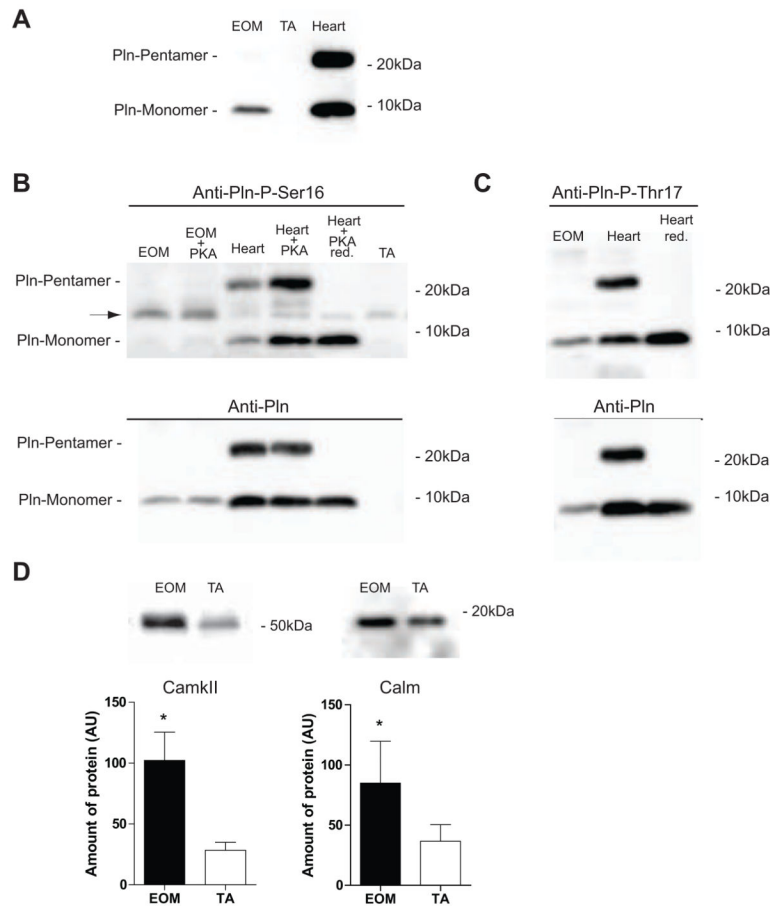 A
EOM TA Heart
Pln-Pentamer -
- 20kDa
Pln-Monomer -
- 10kDa
B
Anti-Pln-P-Ser16
EOM
EOM
+
PKA
Heart
Heart
+
PKA
Heart
+
PKA
red.
TA
Pln-Pentamer -
- 20kDa
- 10kDa
Pln-Monomer -
Anti-Pln
Pln-Pentamer -
- 20kDa
Pln-Monomer -
- 10kDa
C
Anti-Pln-P-Thr17
EOM
Heart
Heart
red.
- 20kDa
- 10kDa
Anti-Pln
- 20kDa
- 10kDa
D
EOM TA
- 50kDa
EOM TA
- 20kDa
CamkII
Amount of protein (AU)
150
100
50
0
*
EOM TA
Calm
Amount of protein (AU)
150
100
50
0
*
EOM TA